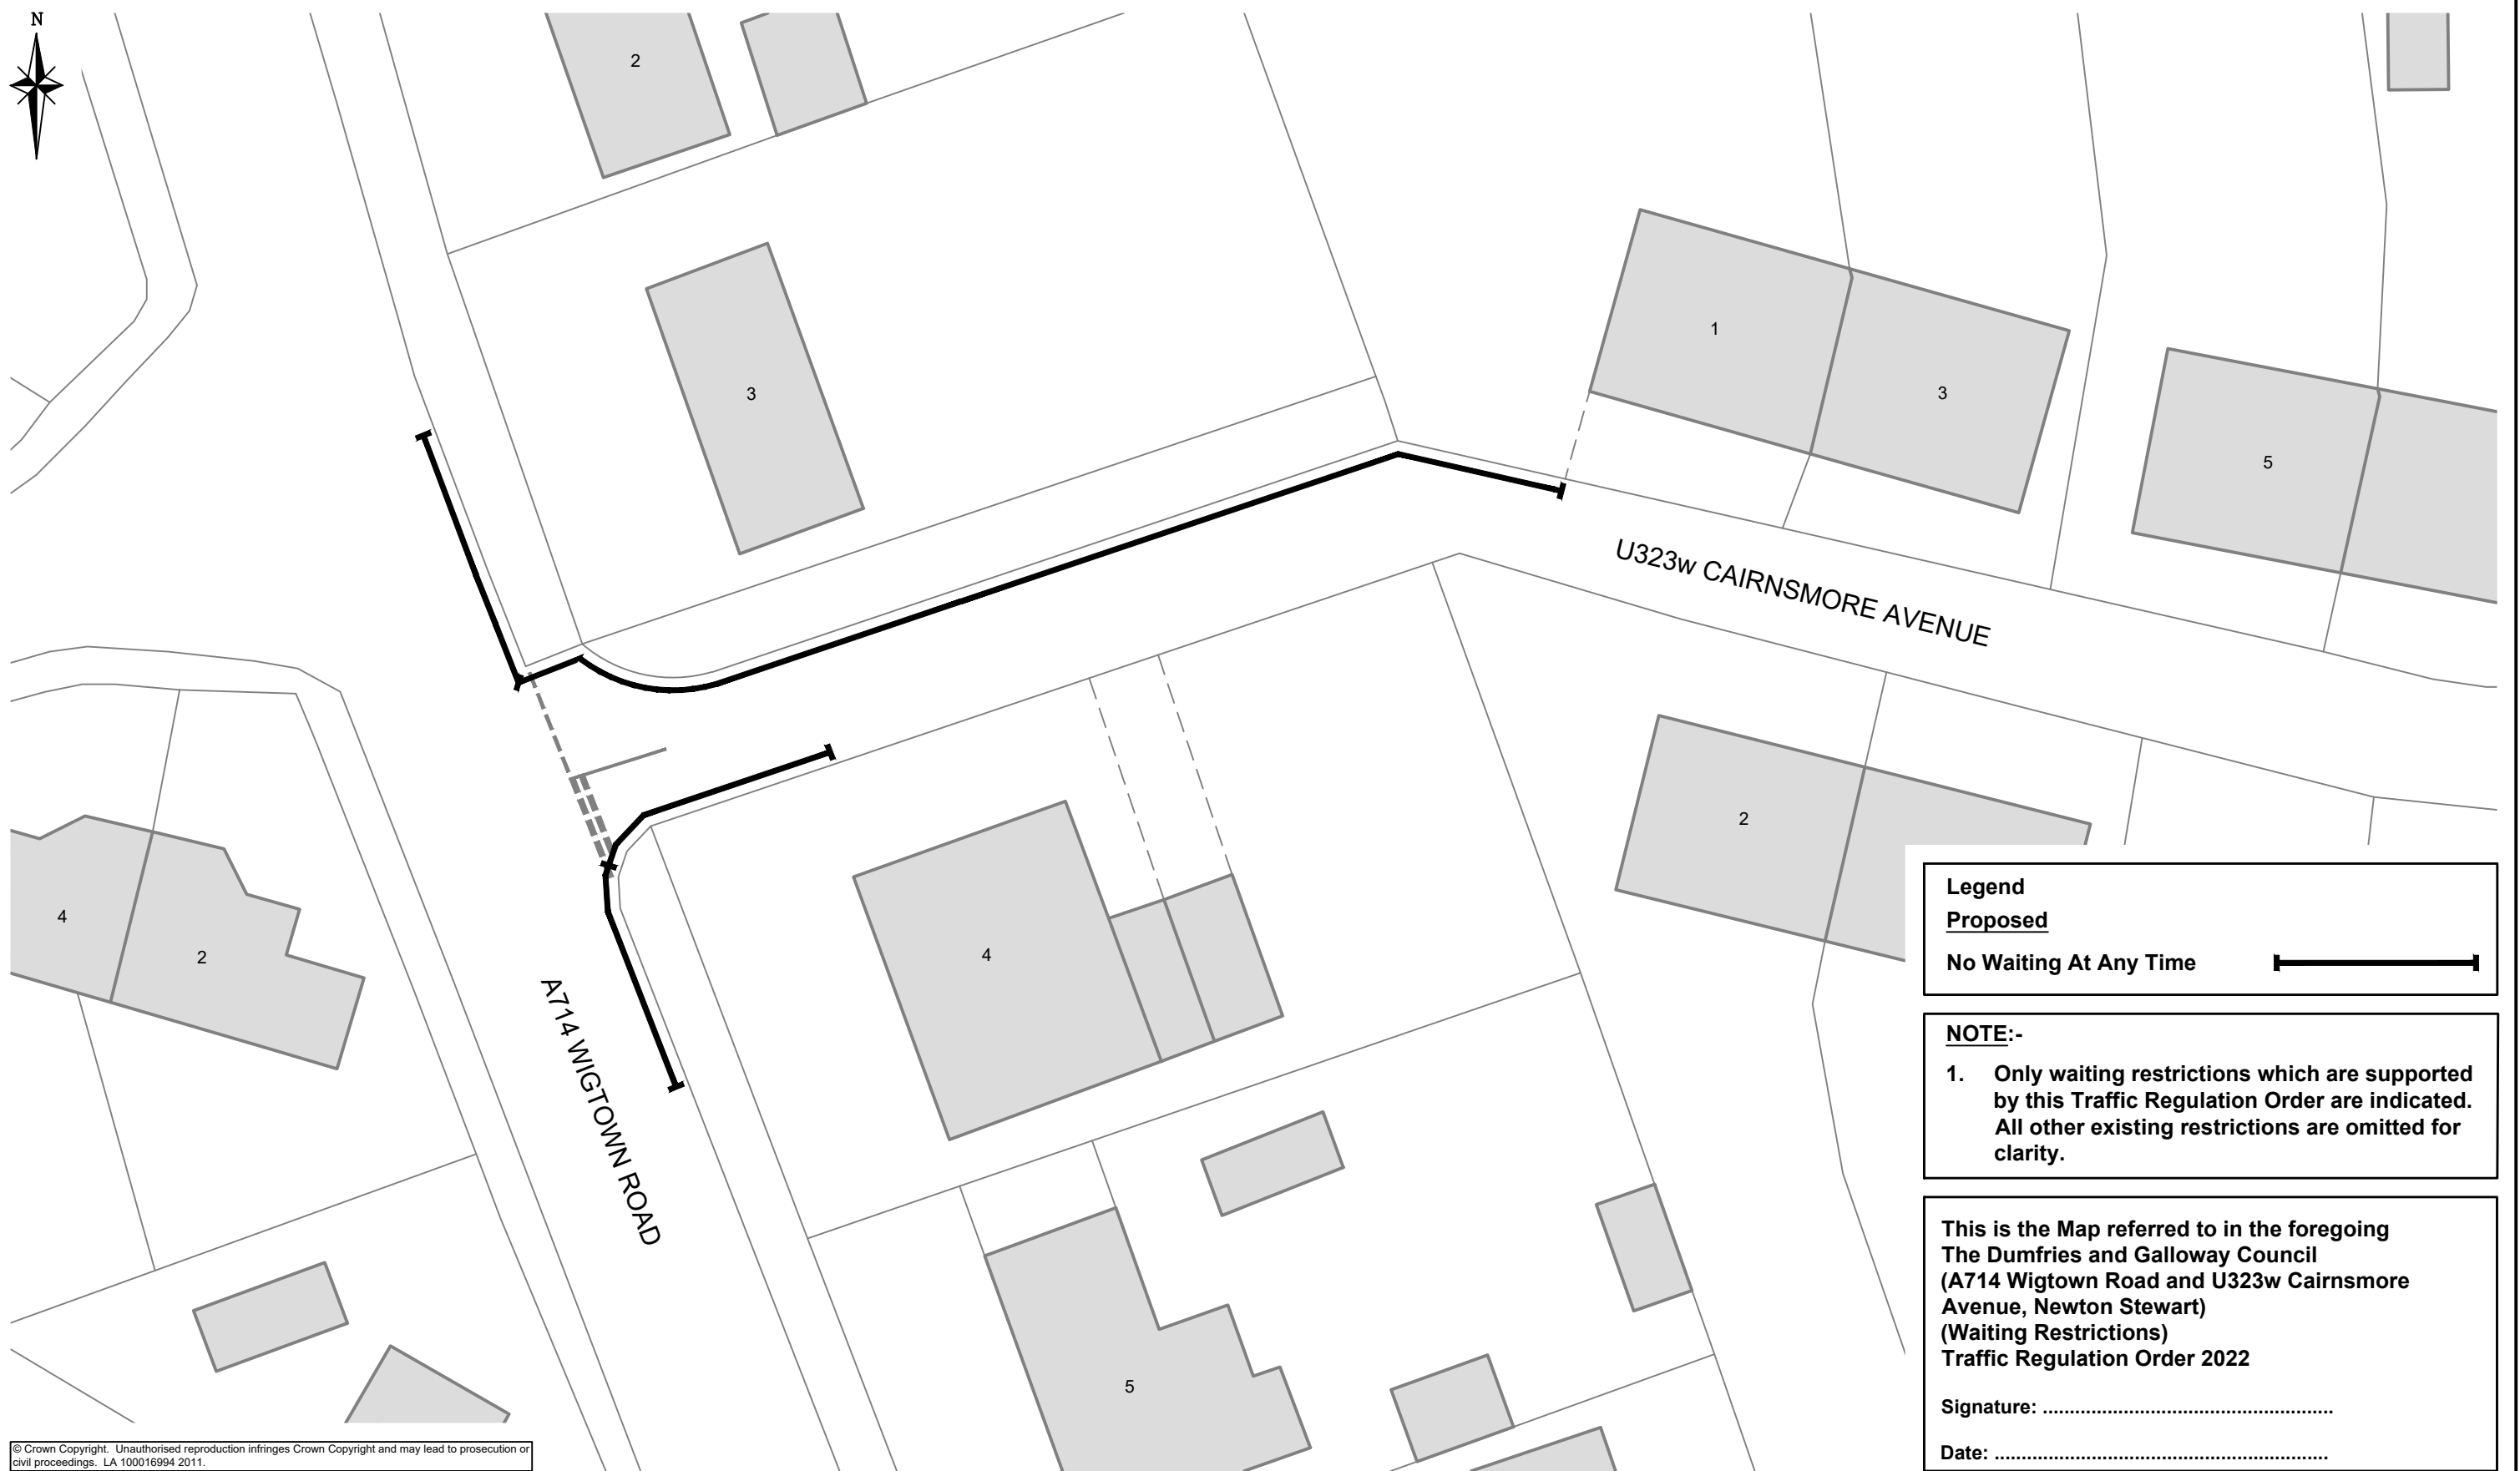 N
2
3
1
3
5
U323w CAIRNSMORE AVENUE
2
4
2
4
A714 WIGTOWN ROAD
5
Legend
Proposed
No Waiting At Any Time
NOTE:-
1. Only waiting restrictions which are supported
by this Traffic Regulation Order are indicated.
All other existing restrictions are omitted for
clarity.
This is the Map referred to in the foregoing
The Dumfries and Galloway Council
(A714 Wigtown Road and U323w Cairnsmore
Avenue, Newton Stewart)
(Waiting Restrictions)
Traffic Regulation Order 2022
Signature: ......................................................
Date: ..............................................................
© Crown Copyright. Unauthorised reproduction infringes Crown Copyright and may lead to prosecution or
civil proceedings. LA 100016994 2011.